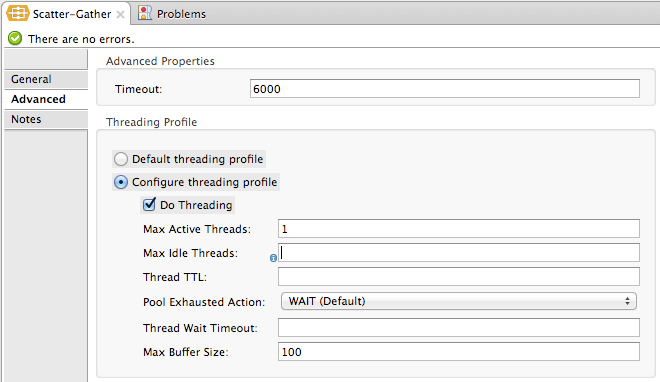 Scatter-Gather
Problems
There are no errors.
General
Advanced
Notes
Advanced Properties
Timeout: 6000
Threading Profile
Default threading profile
Configure threading profile
Do Threading
Max Active Threads: 1
Max Idle Threads:
Thread TTL:
Pool Exhausted Action: WAIT (Default)
Thread Wait Timeout:
Max Buffer Size: 100